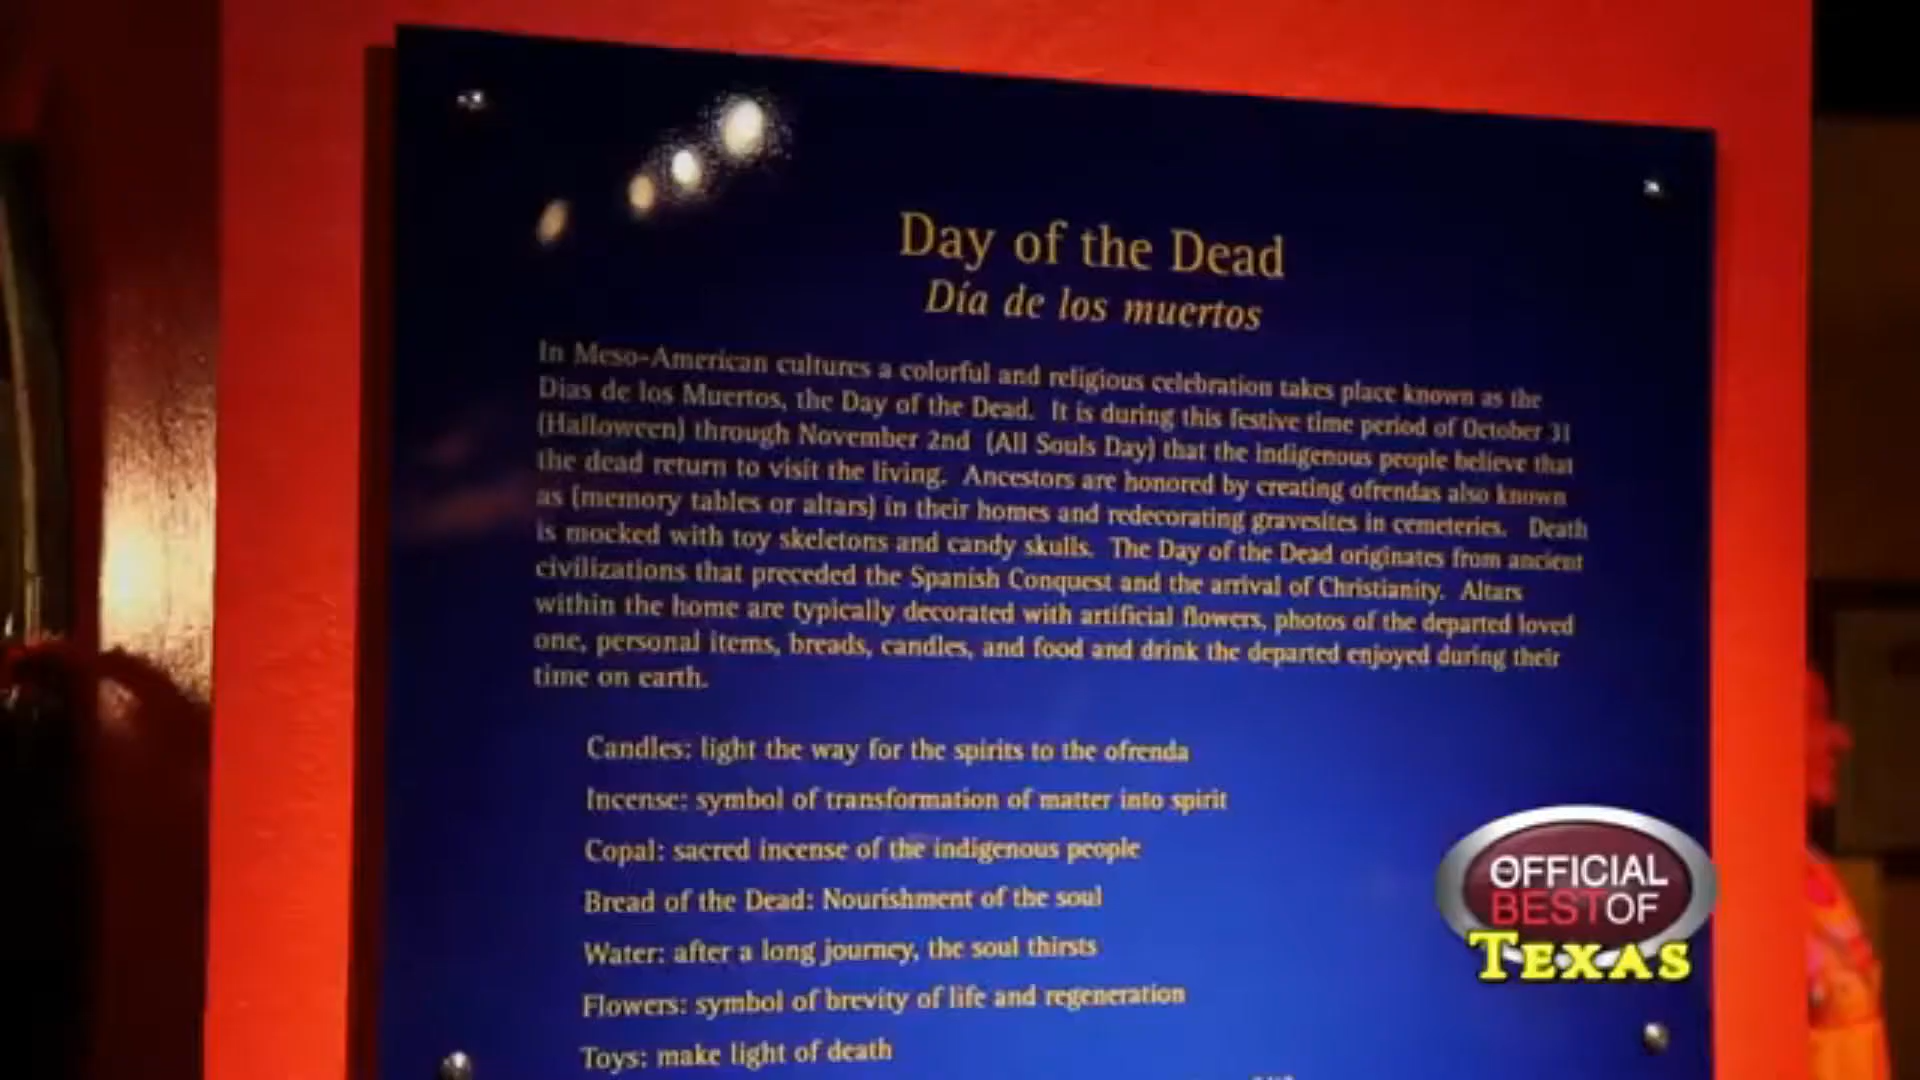 Day of the Dead
Día de los muertos
In Meso-American cultures a colorful and religious celebration takes place known as the
Dias de los Muertos, the Day of the Dead. It is during this festive time period of October 31
(Halloween) through November 2nd (All Souls Day) that the indigenous people believe that
the dead return to visit the living. Ancestors are honored by creating ofrendas also known
as (memory tables or altars) in their homes and redecorating gravesites in cemeteries. Death
is mocked with toy skeletons and candy skulls. The Day of the Dead originates from ancient
civilizations that preceded the Spanish Conquest and the arrival of Christianity. Altars
within the home are typically decorated with artificial flowers, photos of the departed loved
one, personal items, breads, candles, and food and drink the departed enjoyed during their
time on earth.
Candles: light the way for the spirits to the ofrenda
Incense: symbol of transformation of matter into spirit
Copal: sacred incense of the indigenous people
Bread of the Dead: Nourishment of the soul
Water: after a long journey, the soul thirsts
Flowers: symbol of brevity of life and regeneration
Toys: make light of death
OFFICIAL
BEST OF
TEXAS